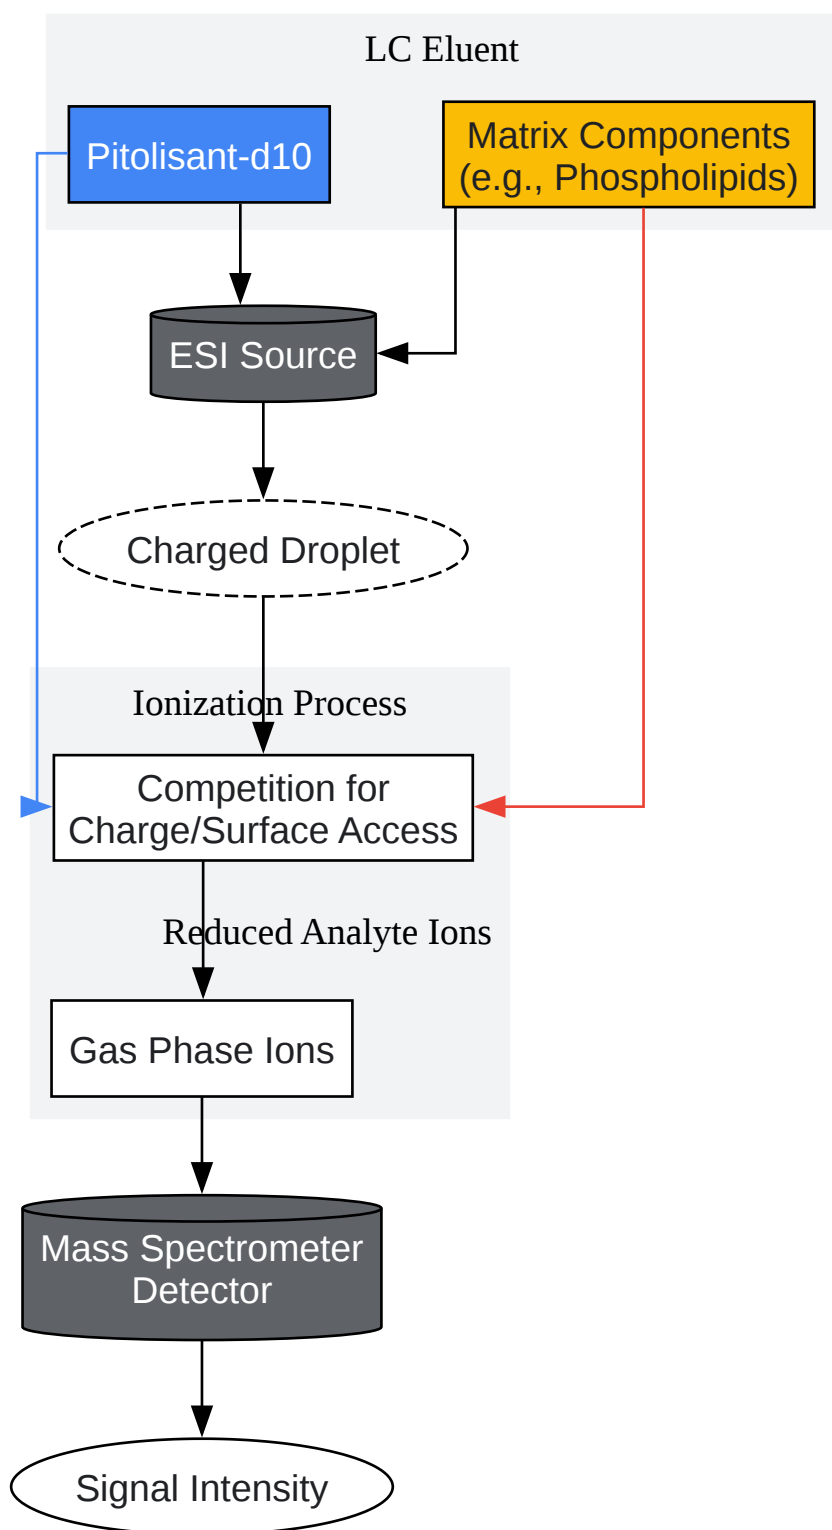 LC Eluent
Pitolisant-d10
Matrix Components
(e.g., Phospholipids)
ESI Source
Charged Droplet
Ionization Process
Competition for
Charge/Surface Access
Reduced Analyte Ions
Gas Phase Ions
Mass Spectrometer
Detector
Signal Intensity